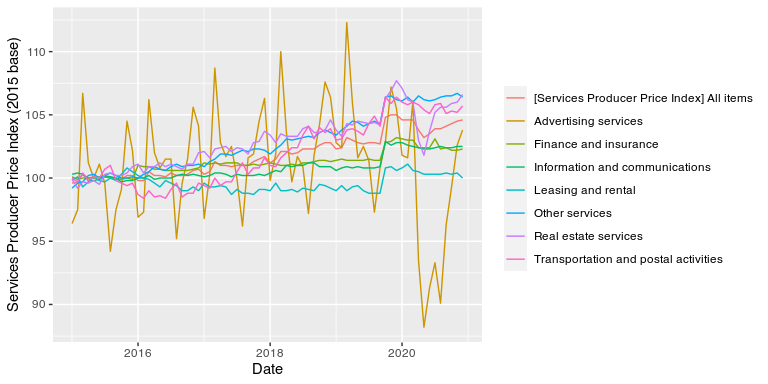 Services Producer Price Index (2015 base)
110
105
100
95
90
2016
2018
2020
Date
[Services Producer Price Index] All items
Advertising services
Finance and insurance
Information and communications
Leasing and rental
Other services
Real estate services
Transportation and postal activities